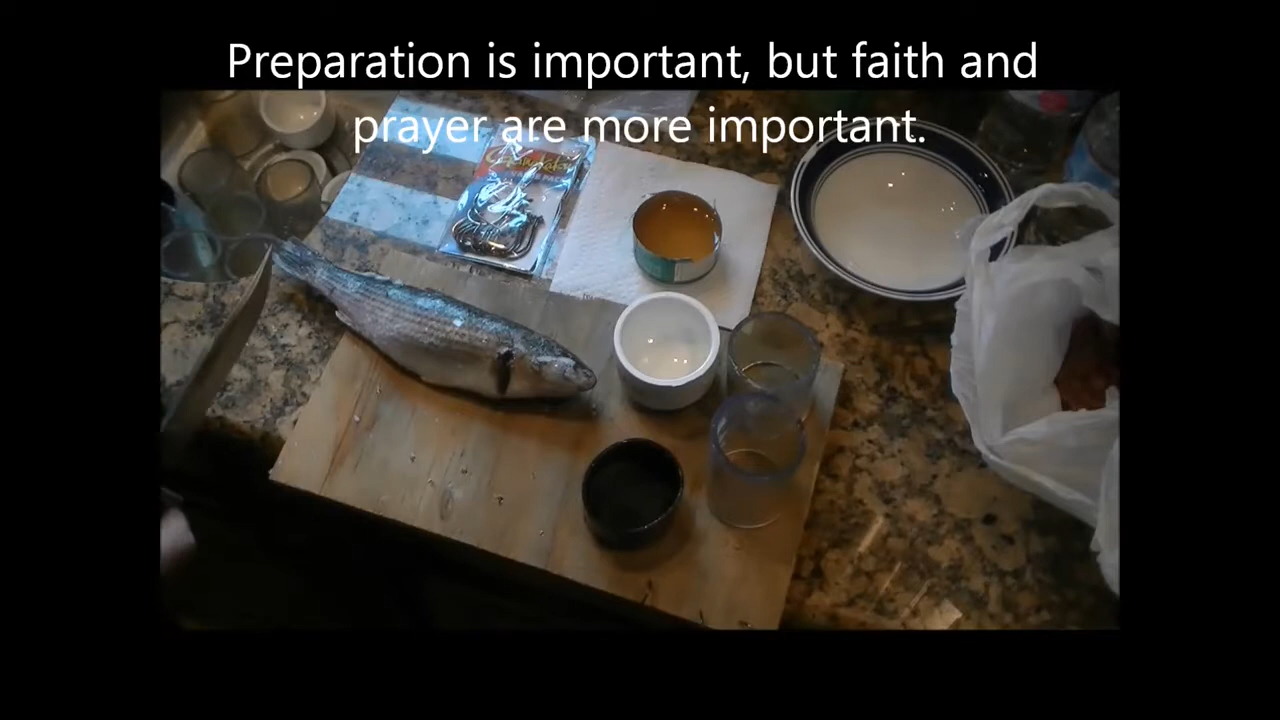 Preparation is important, but faith and
prayer are more important.